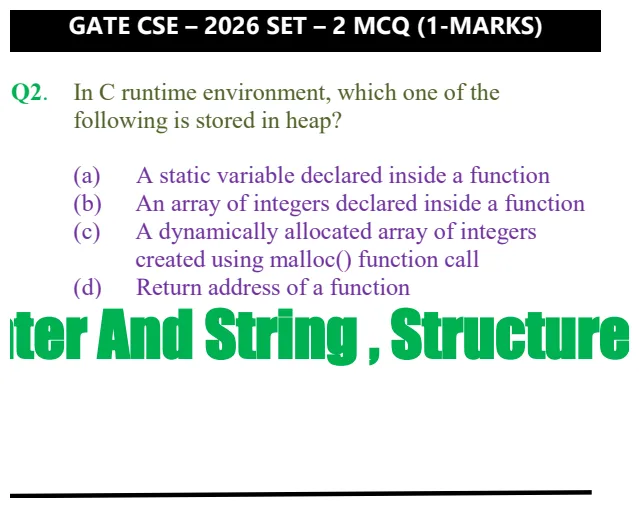 GATE CSE – 2026 SET – 2 MCQ (1-MARKS)
Q2. In C runtime environment, which one of the
following is stored in heap?
(a) A static variable declared inside a function
(b) An array of integers declared inside a function
(c) A dynamically allocated array of integers
created using malloc() function call
(d) Return address of a function
And String , Structure